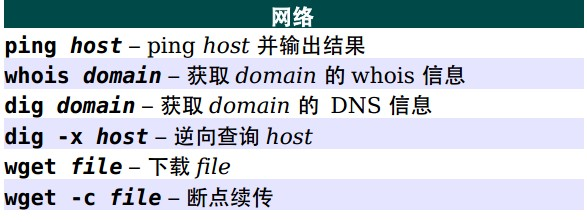 网络
ping host – ping host 并输出结果
whois domain – 获取 domain 的 whois 信息
dig domain – 获取 domain 的 DNS 信息
dig -x host – 逆向查询 host
wget file – 下载 file
wget -c file – 断点续传